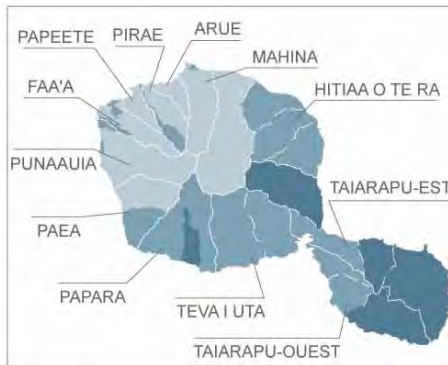 ARUE
PIRAE
PAPEETE
MAHINA
FAA'A
HITIAA O TE RA
PUNAAUIA
TAIARAPU-EST
PAEA
PAPARA
TEVA I UTA
TAIARAPU-OUEST